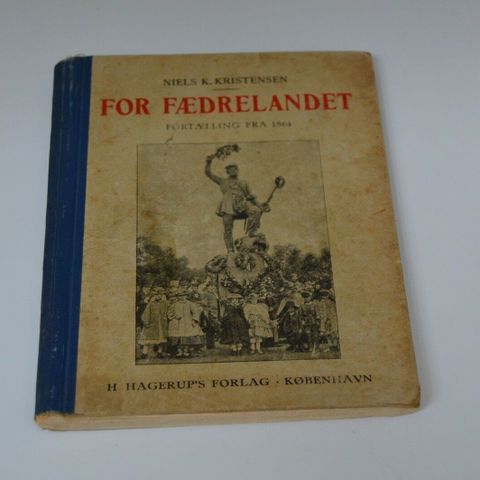 NIELS K. KRISTENSEN
FOR FÆDRELANDET
FORTÆLLING FRA 1864
H. HAGERUP'S FORLAG · KØBENHAVN